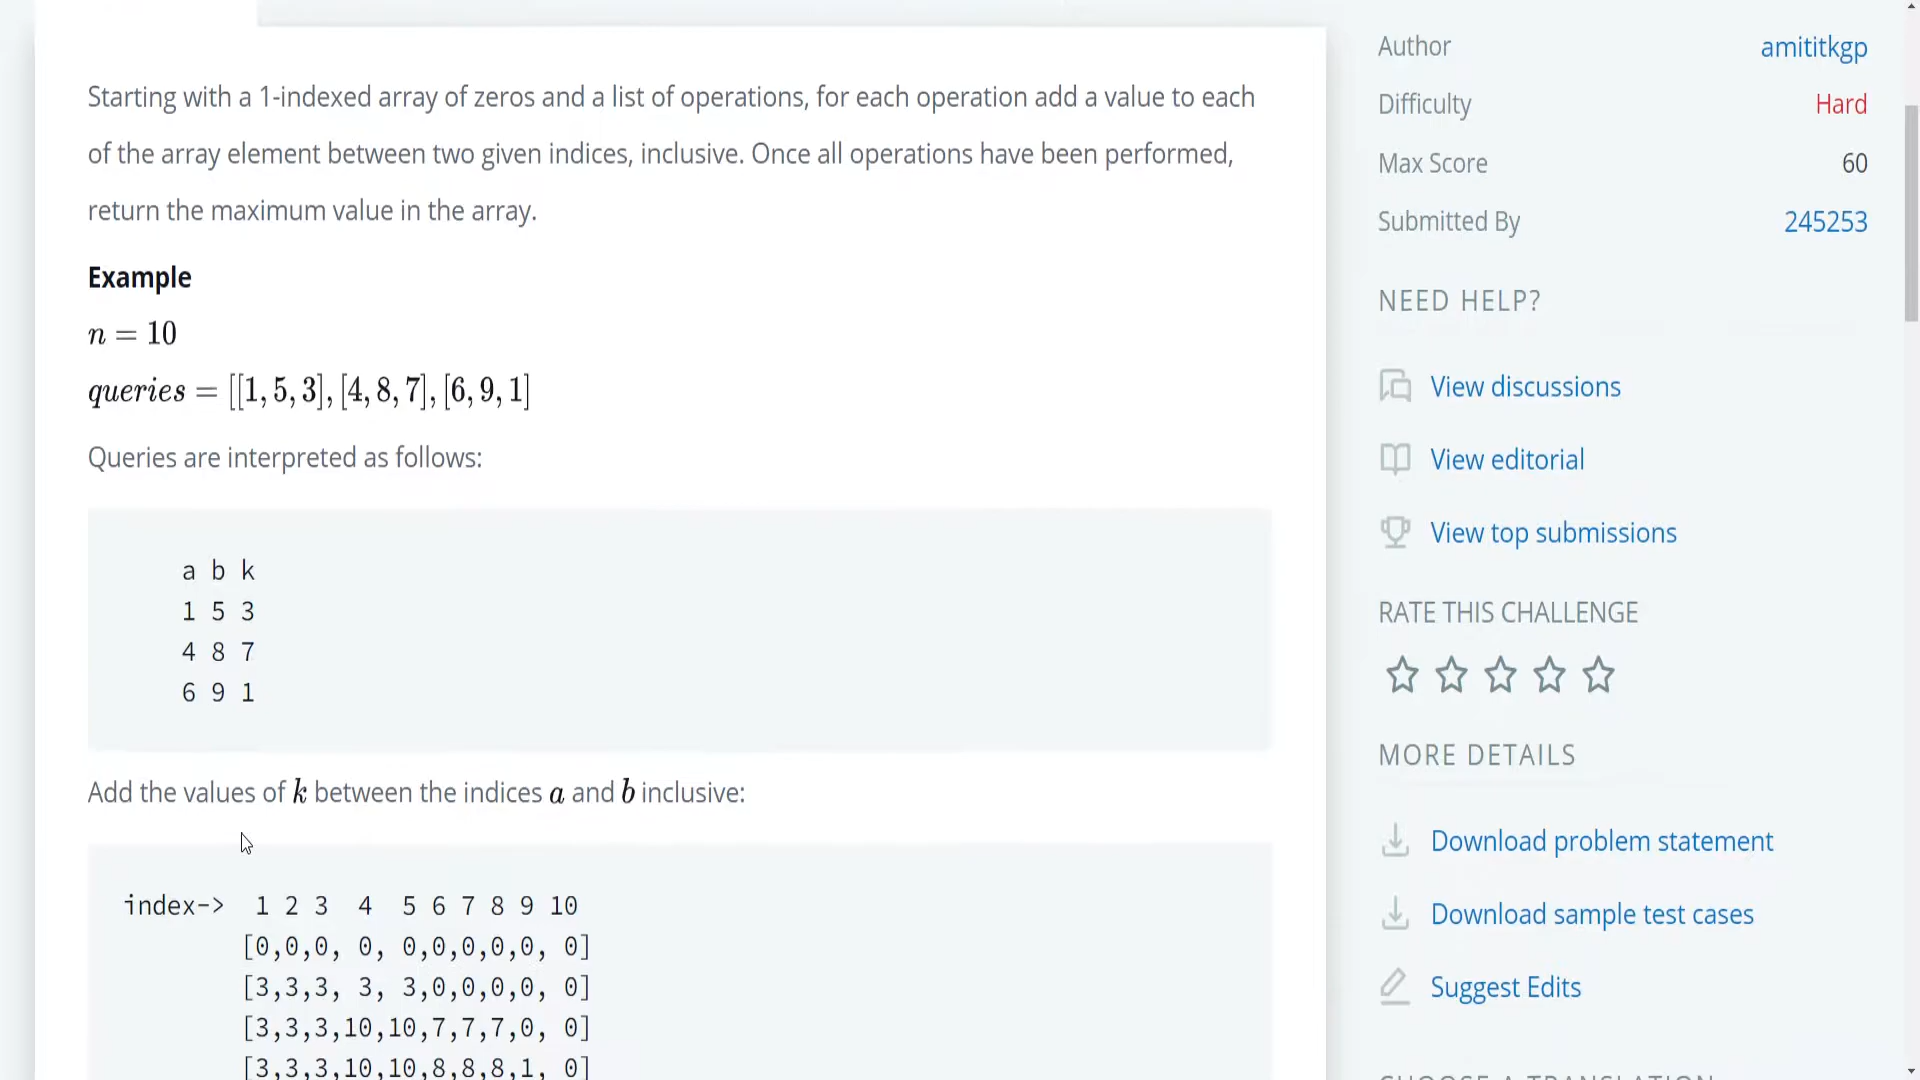 Starting with a 1-indexed array of zeros and a list of operations, for each operation add a value to each
of the array element between two given indices, inclusive. Once all operations have been performed,
return the maximum value in the array.
Example
n = 10
queries = [[1, 5, 3], [4, 8, 7], [6, 9, 1]
Queries are interpreted as follows:
a b k
1 5 3
4 8 7
6 9 1
Add the values of k between the indices a and b inclusive:
index-> 1 2 3 4 5 6 7 8 9 10
[0,0,0, 0, 0,0,0,0,0, 0]
[3,3,3, 3, 3,0,0,0,0, 0]
[3,3,3,10,10,7,7,7,0, 0]
[3,3,3,10,10,8,8,8,1, 0]
Author amititkgp
Difficulty Hard
Max Score 60
Submitted By 245253
NEED HELP?
View discussions
View editorial
View top submissions
RATE THIS CHALLENGE
MORE DETAILS
Download problem statement
Download sample test cases
Suggest Edits
CHOOSE A TRANSLATION